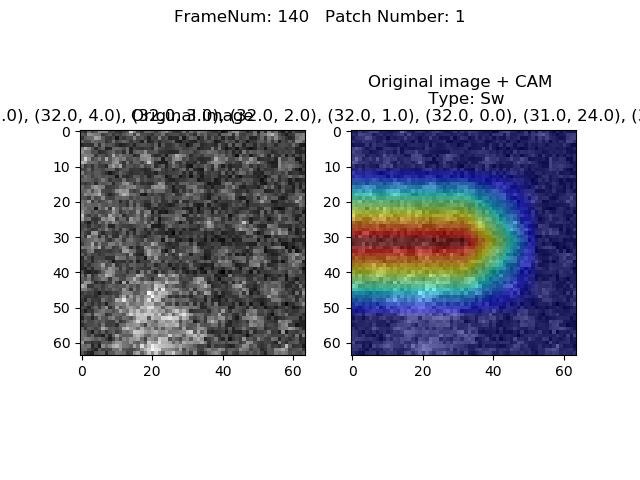 FrameNum: 140   Patch Number: 1
Original image + CAM
Type: Sw
.0), (32.0, 4.0), (32.0, 3.0), (32.0, 2.0), (32.0, 1.0), (32.0, 0.0), (31.0, 24.0), (3
Original image
0
10
20
30
40
50
60
0 20 40 60
0
10
20
30
40
50
60
0 20 40 60